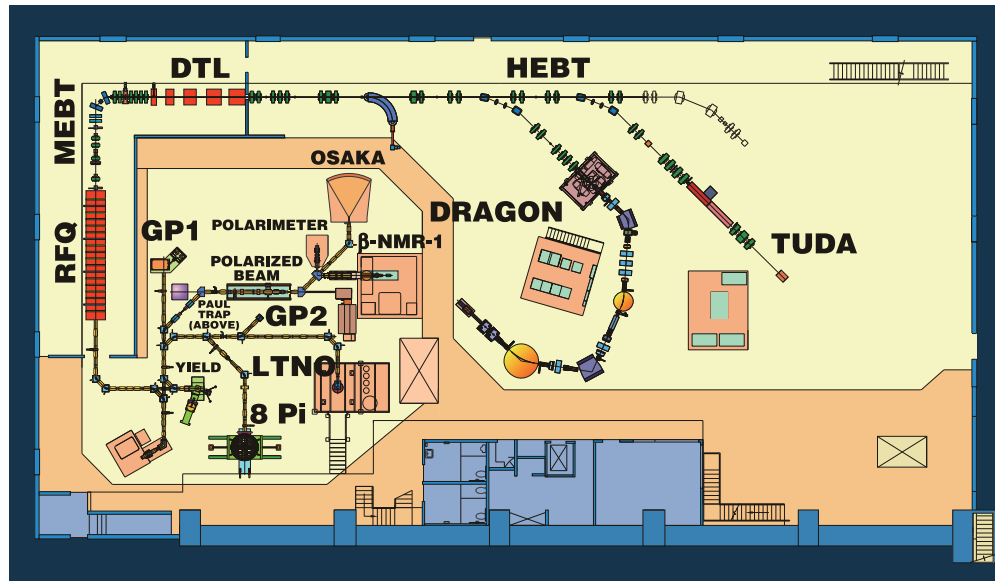 DTL
HEBT
MEBT
OSAKA
POLARIMETER
DRAGON
GP1
β-NMR-1
RFQ
TUDA
POLARIZED
BEAM
PAUL
TRAP
(ABOVE)
GP2
YIELD
LTNO
8 Pi